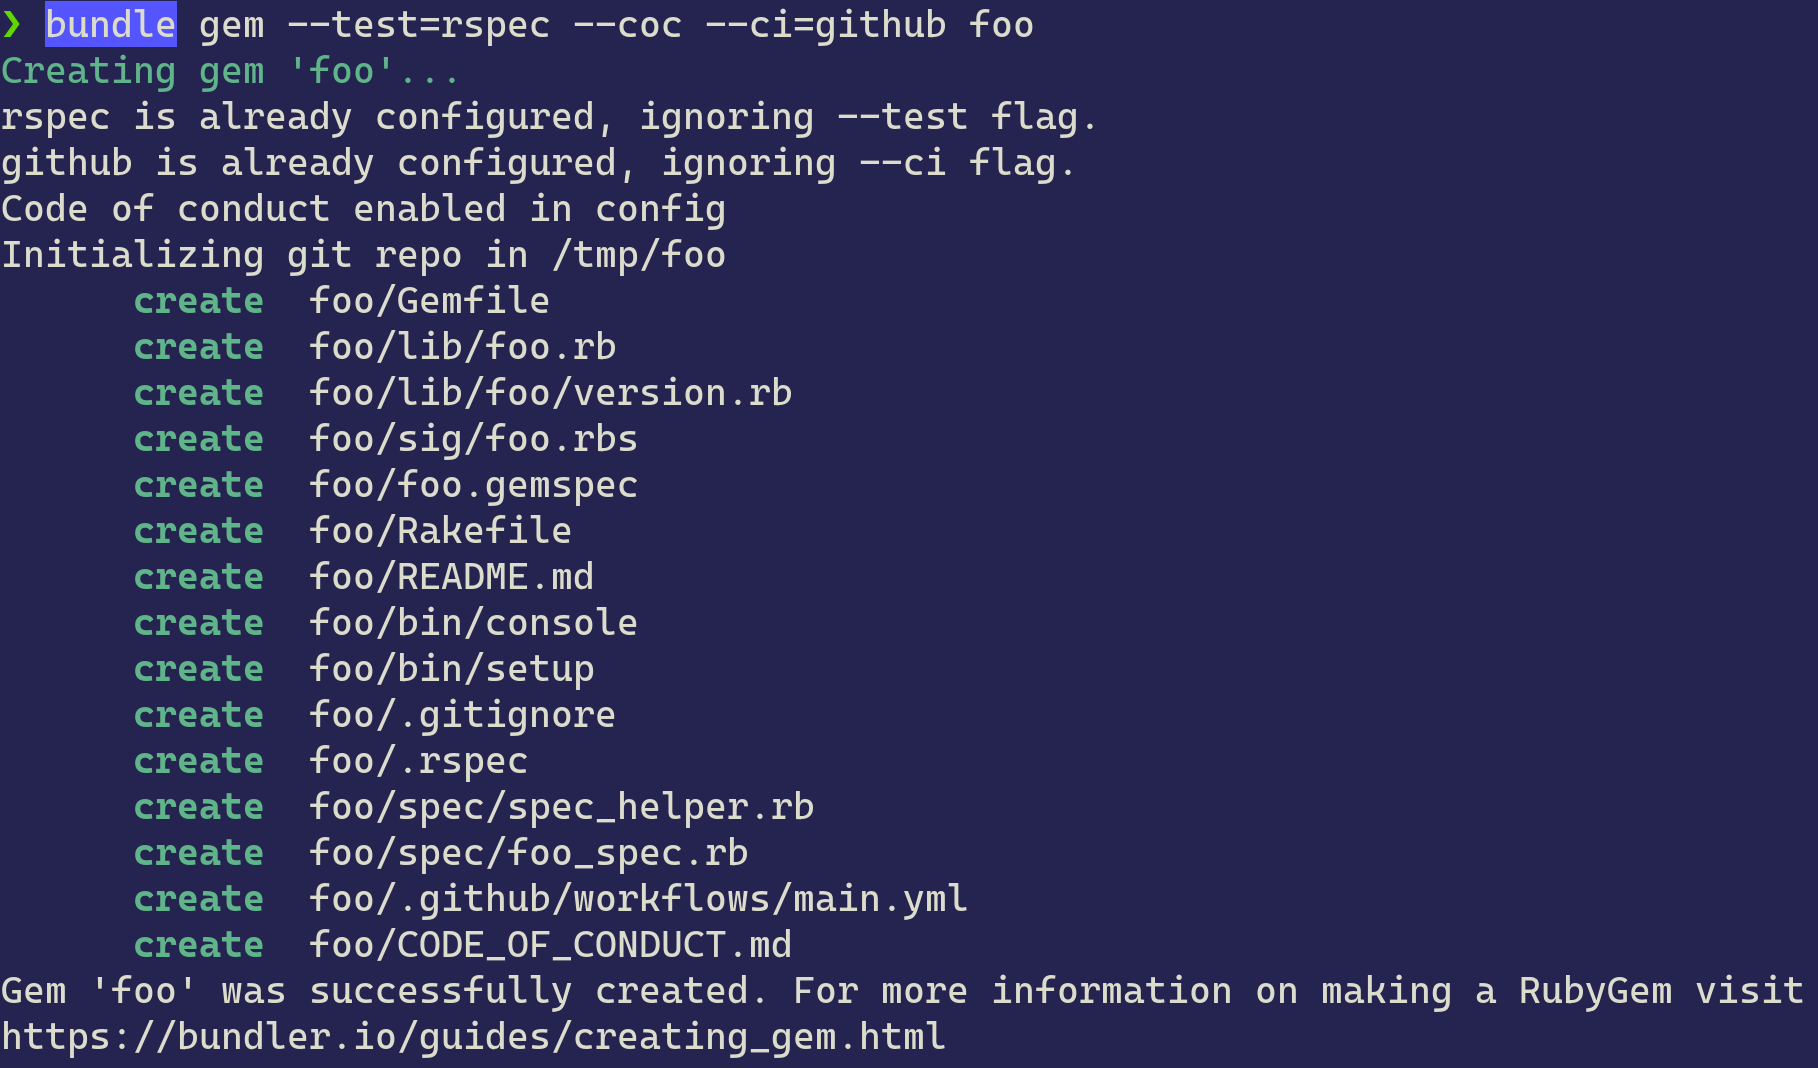 ❯ bundle gem --test=rspec --coc --ci=github foo
Creating gem 'foo'...
rspec is already configured, ignoring --test flag.
github is already configured, ignoring --ci flag.
Code of conduct enabled in config
Initializing git repo in /tmp/foo
      create  foo/Gemfile
      create  foo/lib/foo.rb
      create  foo/lib/foo/version.rb
      create  foo/sig/foo.rbs
      create  foo/foo.gemspec
      create  foo/Rakefile
      create  foo/README.md
      create  foo/bin/console
      create  foo/bin/setup
      create  foo/.gitignore
      create  foo/.rspec
      create  foo/spec/spec_helper.rb
      create  foo/spec/foo_spec.rb
      create  foo/.github/workflows/main.yml
      create  foo/CODE_OF_CONDUCT.md
Gem 'foo' was successfully created. For more information on making a RubyGem visit
https://bundler.io/guides/creating_gem.html